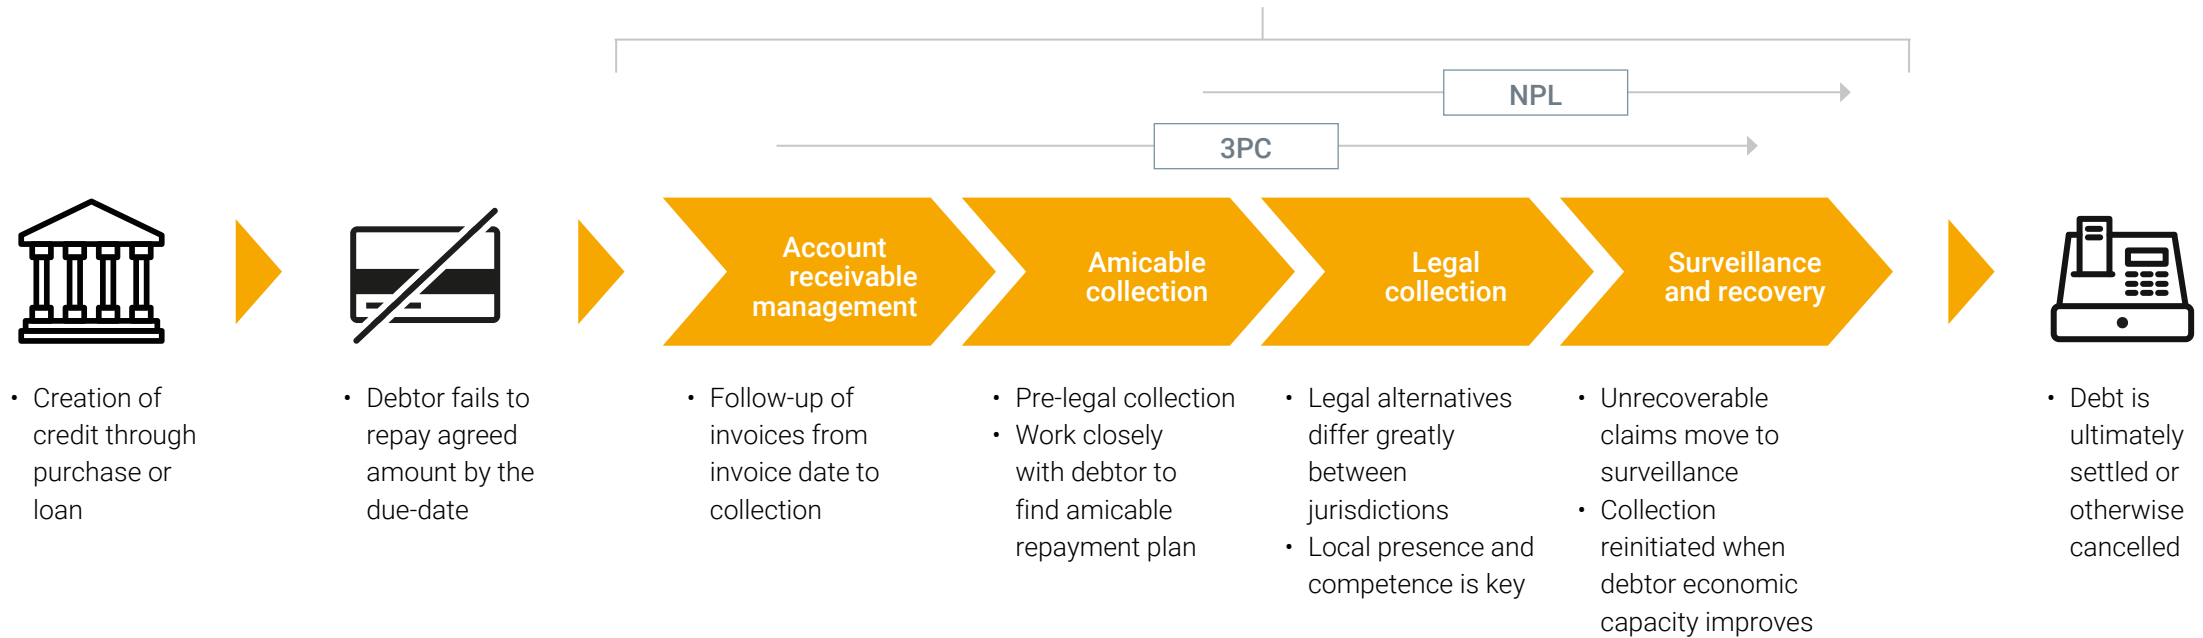 NPL
3PC
Account
receivable
management
Amicable
collection
Legal
collection
Surveillance
and recovery
• Creation of
credit through
purchase or
loan
• Debtor fails to
repay agreed
amount by the
due-date
• Follow-up of
invoices from
invoice date to
collection
• Pre-legal collection
• Work closely
with debtor to
find amicable
repayment plan
• Legal alternatives
differ greatly
between
jurisdictions
• Local presence and
competence is key
• Unrecoverable
claims move to
surveillance
• Collection
reinitiated when
debtor economic
capacity improves
• Debt is
ultimately
settled or
otherwise
cancelled